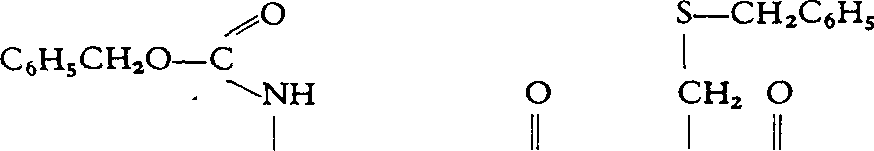 O S—CH₂C₆H₅
C₆H₅CH₂O—C
NH O CH₂ O